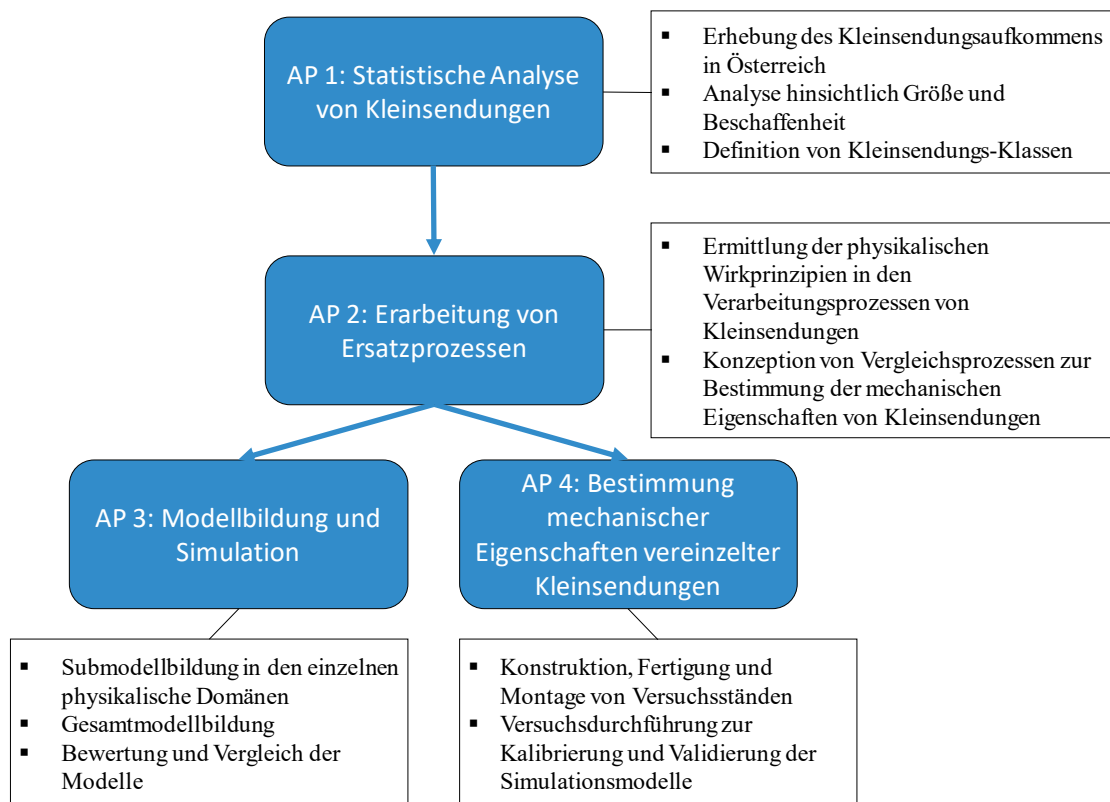 AP 1: Statistische Analyse
von Kleinsendungen
▪ Erhebung des Kleinsendungsaufkommens
in Österreich
▪ Analyse hinsichtlich Größe und
Beschaffenheit
▪ Definition von Kleinsendungs-Klassen
AP 2: Erarbeitung von
Ersatzprozessen
▪ Ermittlung der physikalischen
Wirkprinzipien in den
Verarbeitungsprozessen von
Kleinsendungen
▪ Konzeption von Vergleichsprozessen zur
Bestimmung der mechanischen
Eigenschaften von Kleinsendungen
AP 3: Modellbildung und
Simulation
AP 4: Bestimmung
mechanischer
Eigenschaften vereinzelter
Kleinsendungen
▪ Submodellbildung in den einzelnen
physikalische Domänen
▪ Gesamtmodellbildung
▪ Bewertung und Vergleich der
Modelle
▪ Konstruktion, Fertigung und
Montage von Versuchsständen
▪ Versuchsdurchführung zur
Kalibrierung und Validierung der
Simulationsmodelle